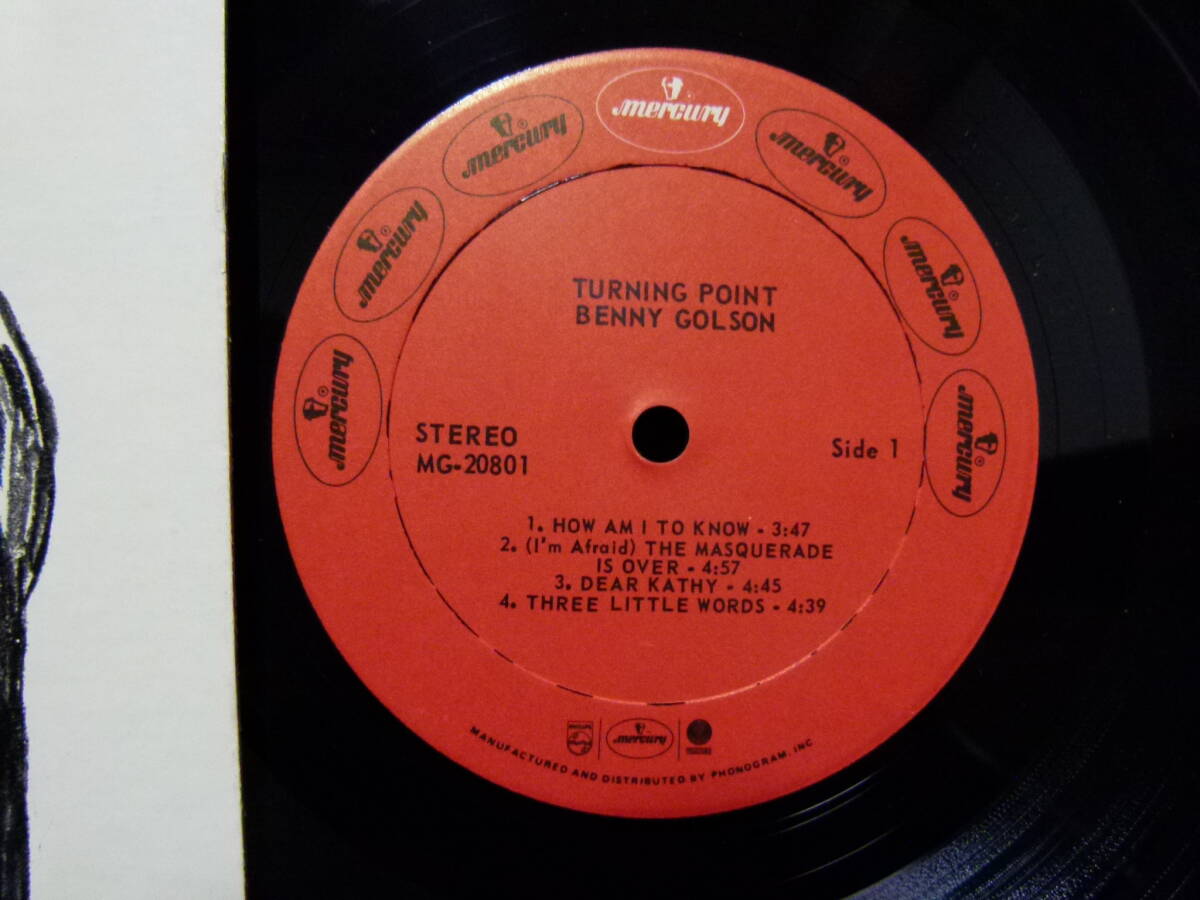 mercury
mercury
mercury
mercury
mercury
mercury
mercury
TURNING POINT
BENNY GOLSON
STEREO
MG-20801
Side 1
1. HOW AM I TO KNOW - 3:47
2. (I'm Afraid) THE MASQUERADE
IS OVER - 4:57
3. DEAR KATHY - 4:45
4. THREE LITTLE WORDS - 4:39
PHILIPS
mercury
MANUFACTURED AND DISTRIBUTED BY PHONOGRAM, INC